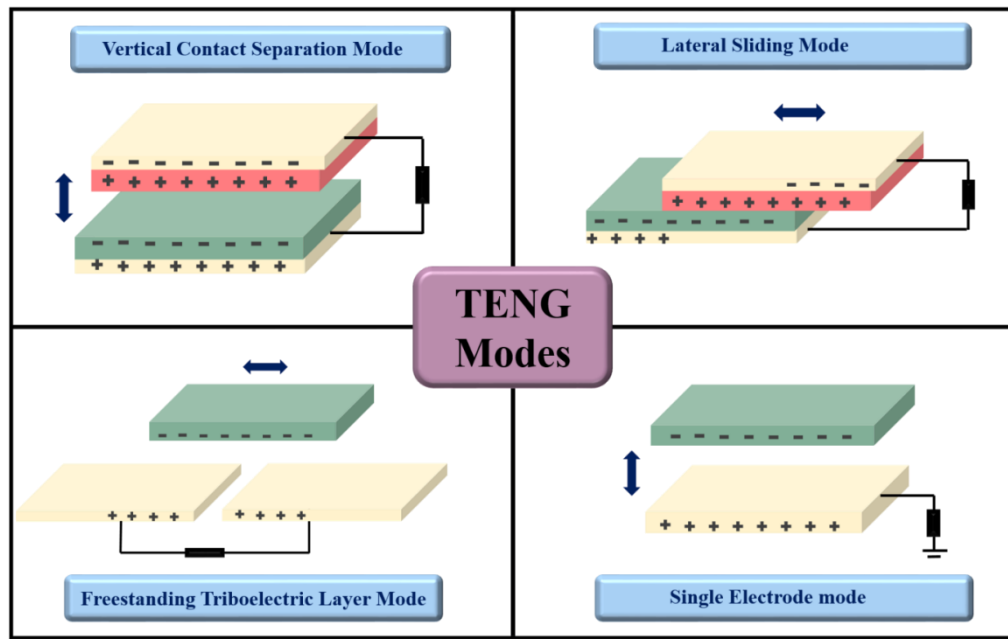 Vertical Contact Separation Mode
Lateral Sliding Mode
TENG
Modes
Freestanding Triboelectric Layer Mode
Single Electrode mode